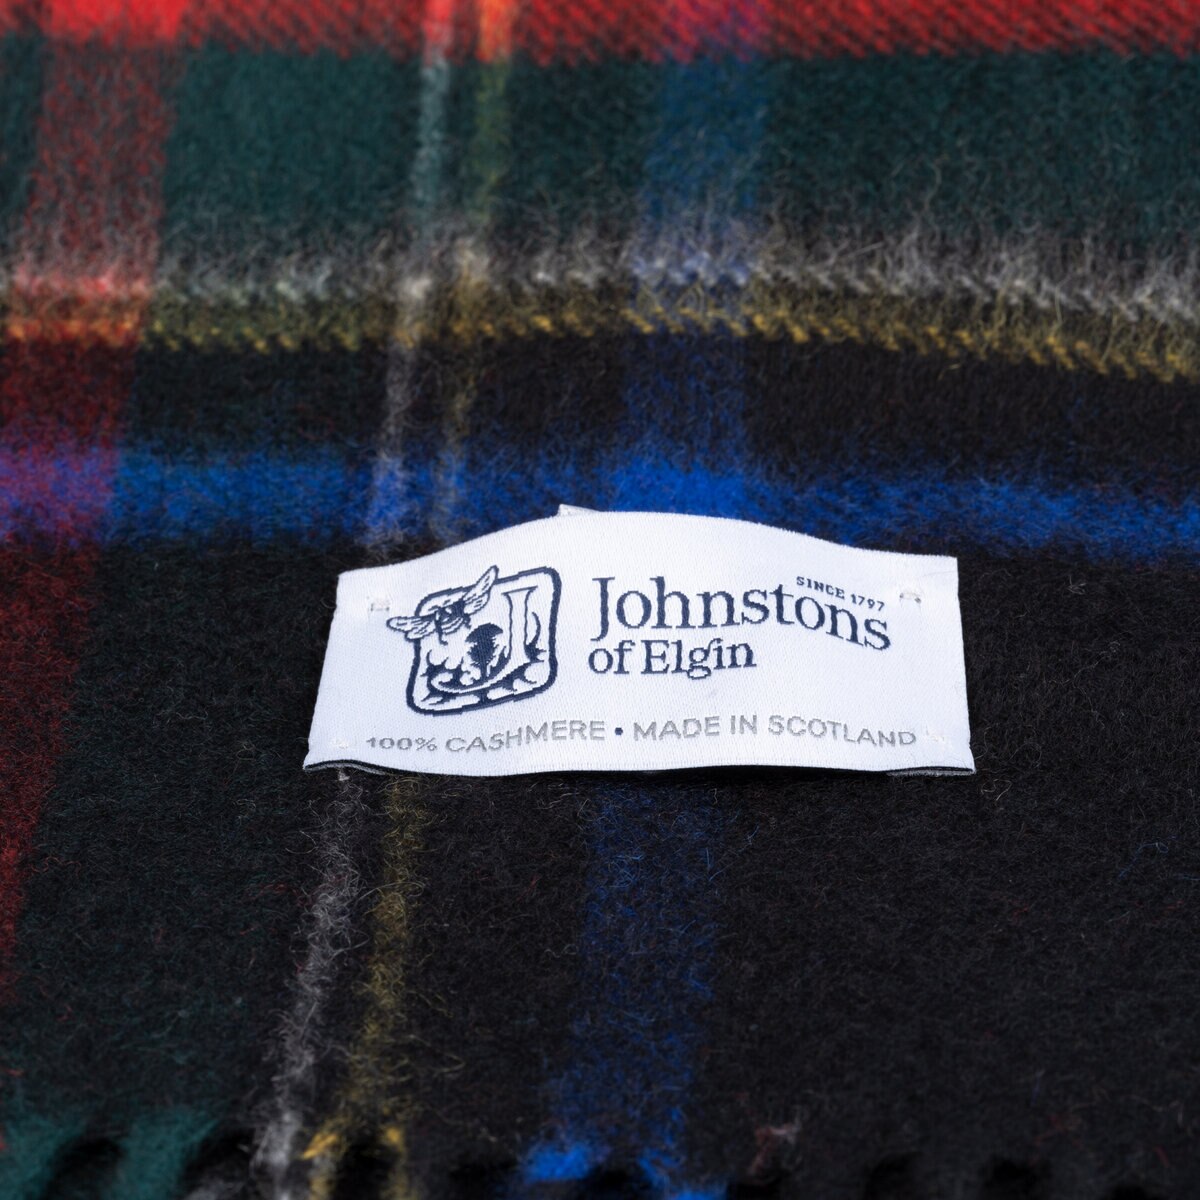 SINCE 1797
Johnstons
of Elgin
100% CASHMERE • MADE IN SCOTLAND